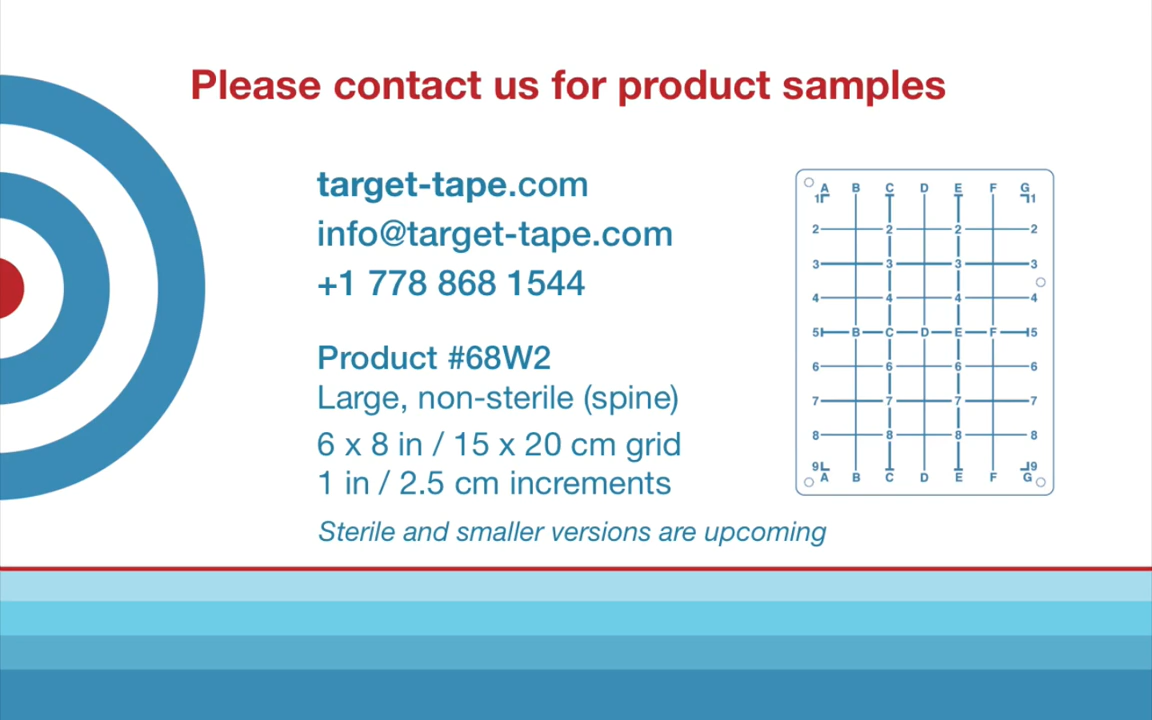 Please contact us for product samples
target-tape.com
info@target-tape.com
+1 778 868 1544
Product #68W2
Large, non-sterile (spine)
6 x 8 in / 15 x 20 cm grid
1 in / 2.5 cm increments
Sterile and smaller versions are upcoming
A B C D E F G
1 1
2 2 2 2
3 3 3 3
4 4 4 4
5 B C D E F 5
6 6 6 6
7 7 7 7
8 8 8 8
9 9
A B C D E F G